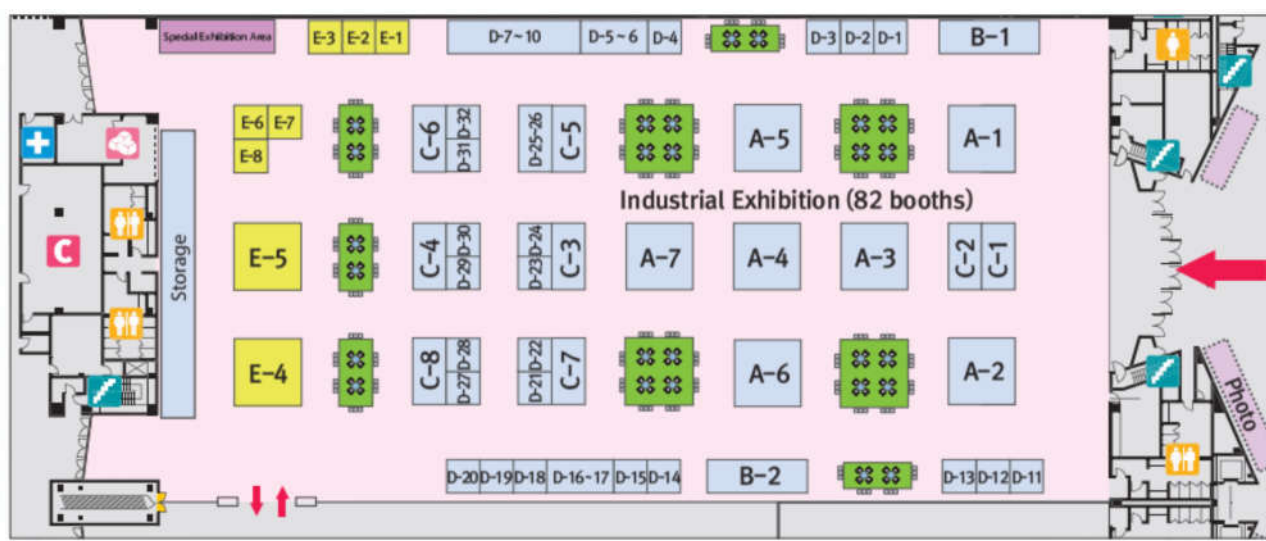 Special Exhibition Area
E-3 E-2 E-1
D-7~10 D-5~6 D-4
D-3 D-2 D-1
B-1
E-6 E-7
E-8
C-6 D-32
D-31
D-25~26 C-5
A-5
A-1
Industrial Exhibition (82 booths)
C
Storage
E-5
C-4 D-30
D-29
D-24
D-23
C-3
A-7
A-4
A-3
C-2 C-1
E-4
C-8 D-28
D-27
D-22
D-21
C-7
A-6
A-2
Photo
D-20 D-19 D-18 D-16~17 D-15 D-14
B-2
D-13 D-12 D-11